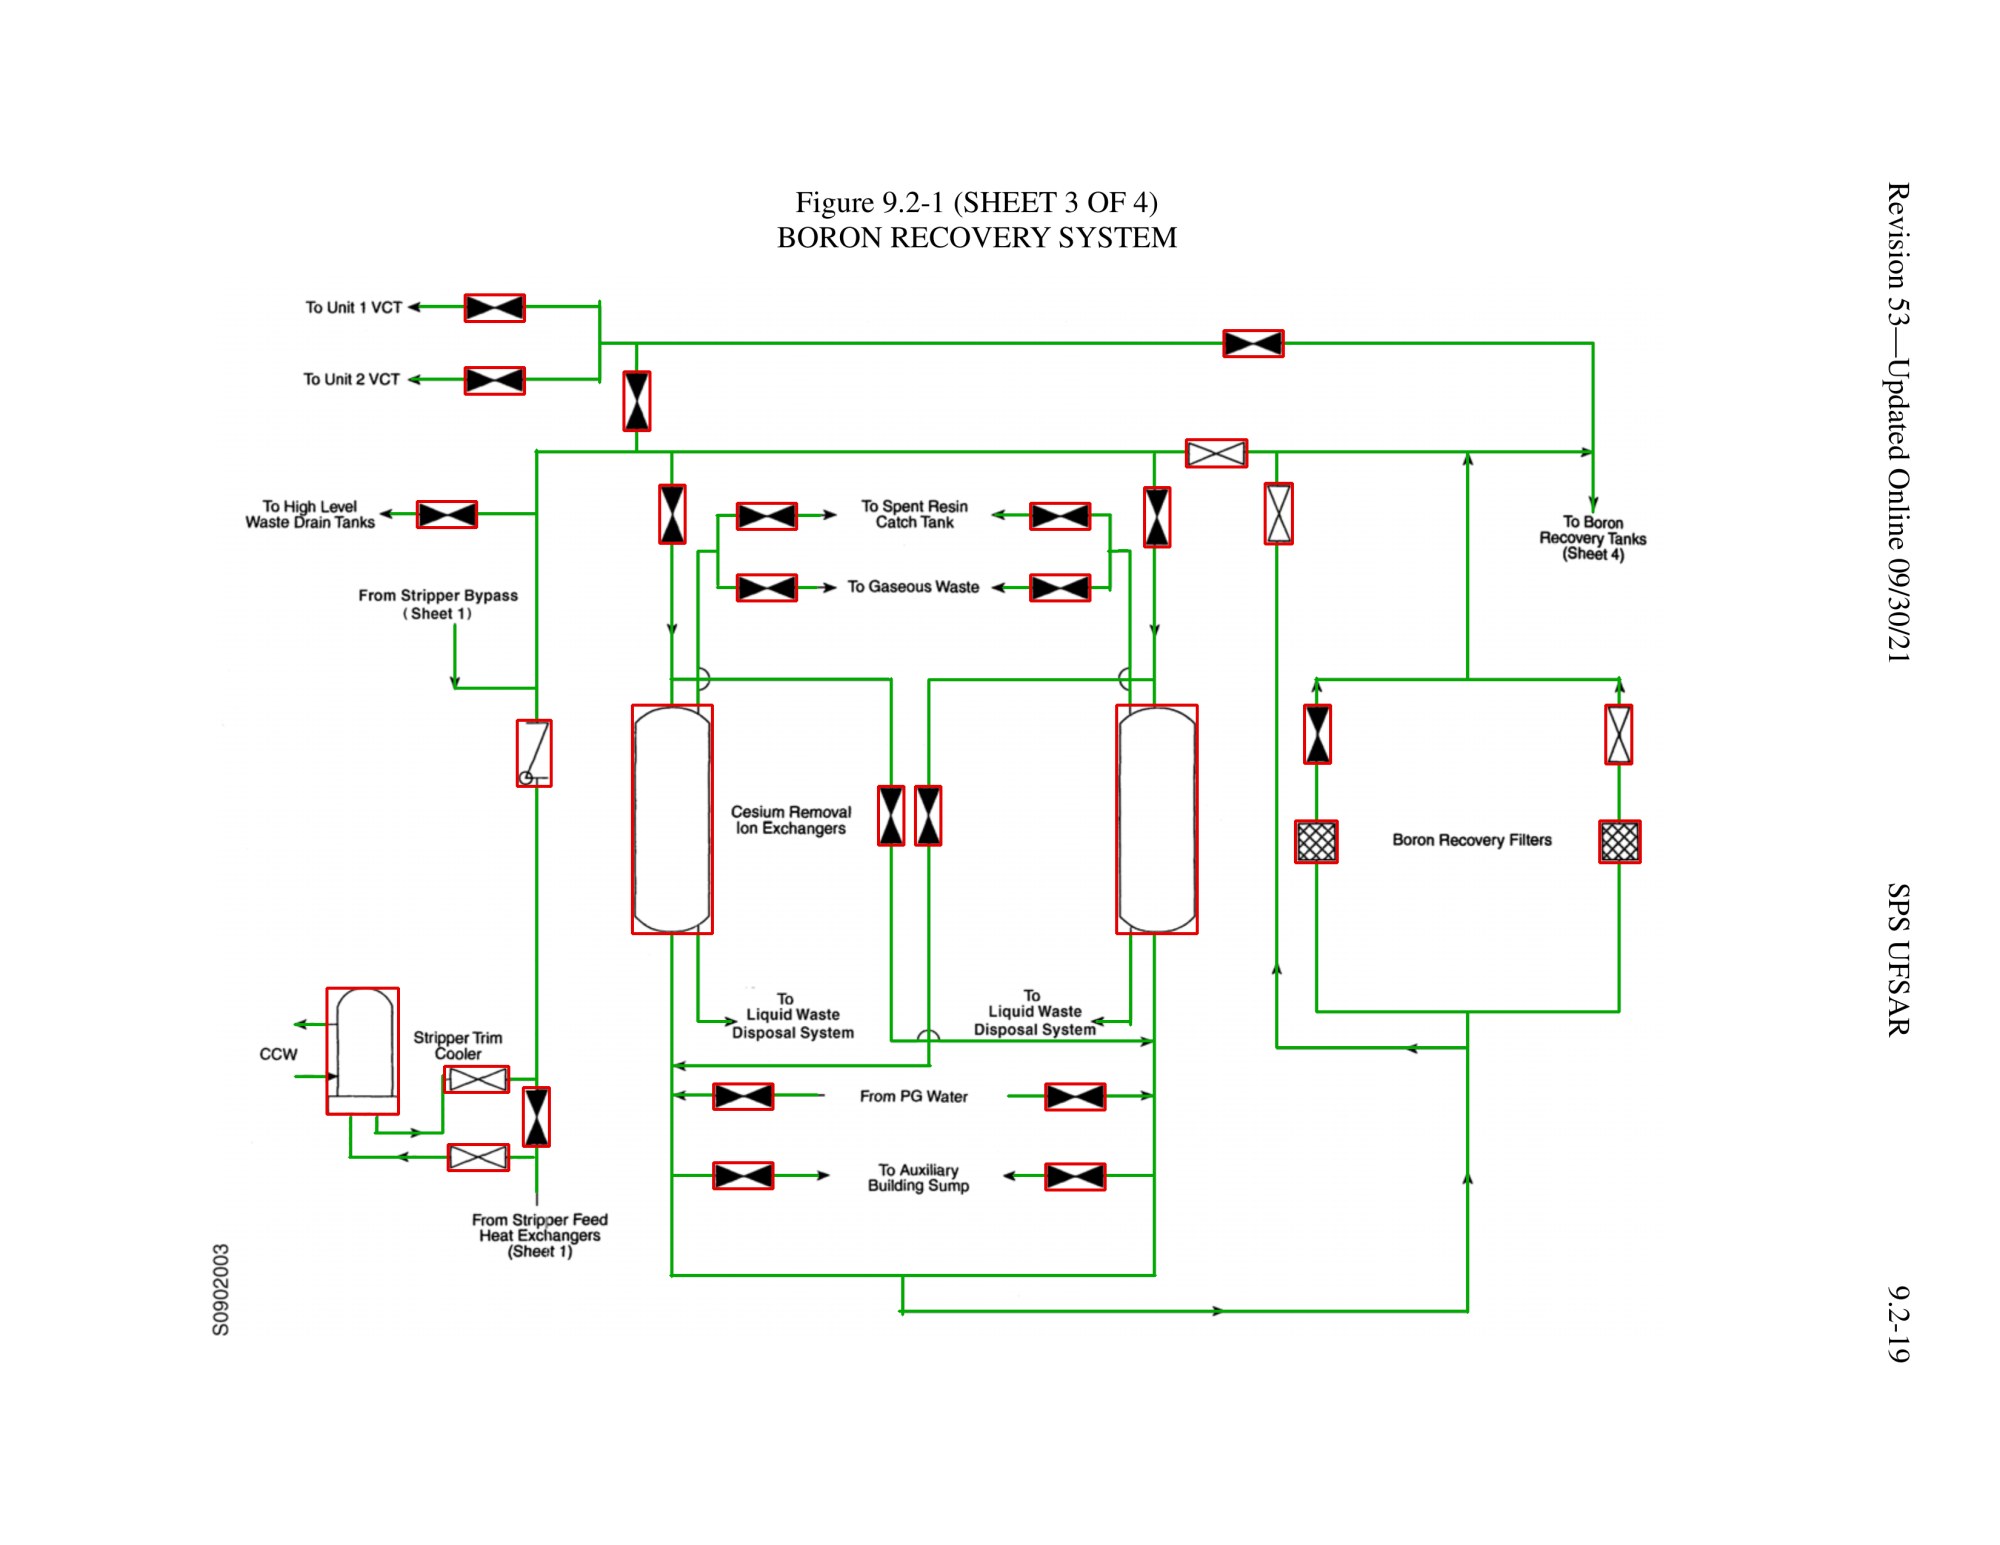 Figure 9.2-1 (SHEET 3 OF 4)
BORON RECOVERY SYSTEM
To Unit 1 VCT
To Unit 2 VCT
To High Level
Waste Drain Tanks
To Spent Resin
Catch Tank
To Gaseous Waste
To Boron
Recovery Tanks
(Sheet 4)
From Stripper Bypass
( Sheet 1)
Cesium Removal
Ion Exchangers
Boron Recovery Filters
To
Liquid Waste
Disposal System
To
Liquid Waste
Disposal System
CCW
Stripper Trim
Cooler
From PG Water
To Auxiliary
Building Sump
From Stripper Feed
Heat Exchangers
(Sheet 1)
S0902003
Revision 53—Updated Online 09/30/21
SPS UFSAR
9.2-19